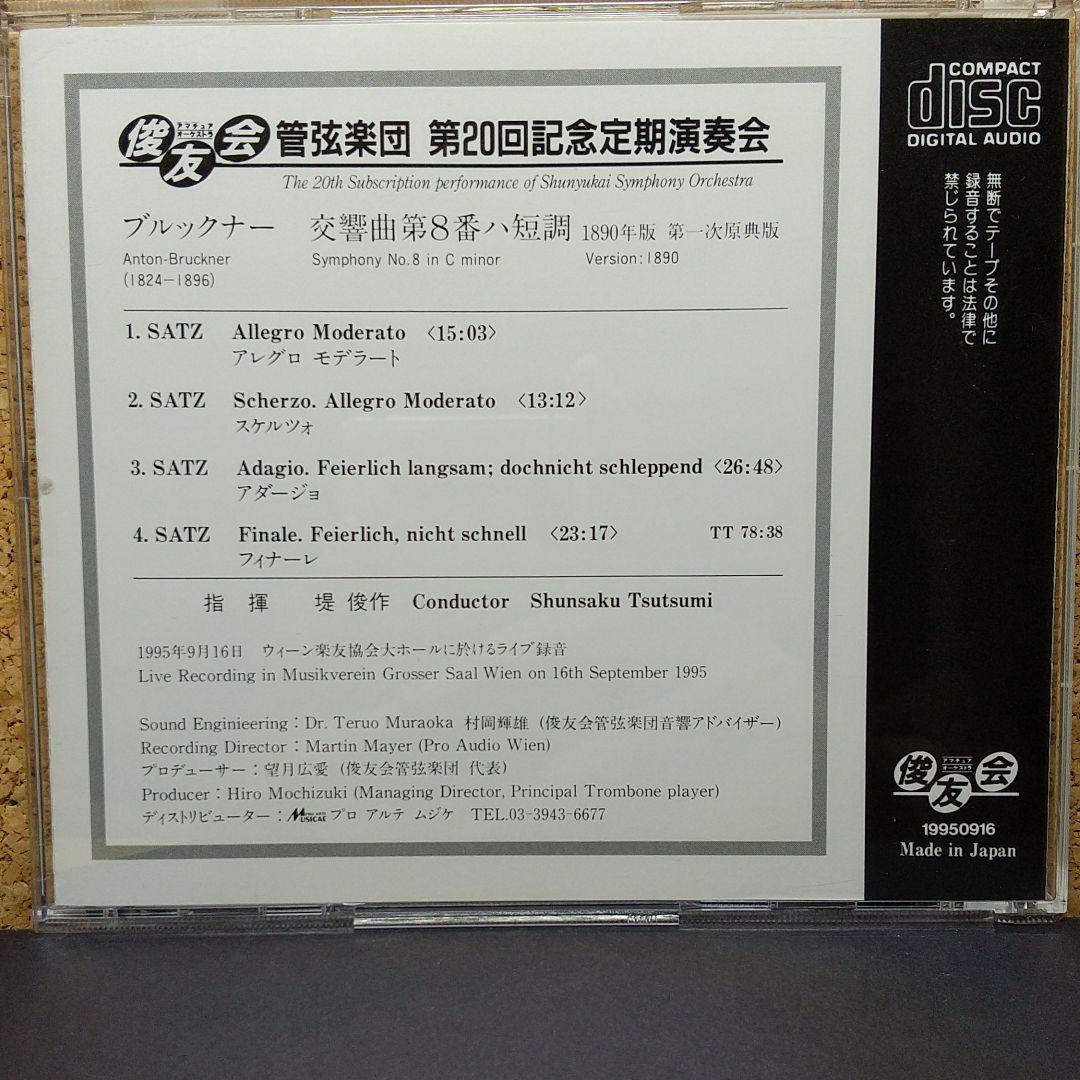 俊友会 アマチュア オーケストラ 管弦楽団 第20回記念定期演奏会
The 20th Subscription performance of Shunyukai Symphony Orchestra
ブルックナー 交響曲第8番ハ短調 1890年版 第一次原典版
Anton-Bruckner Symphony No.8 in C minor Version:1890
(1824−1896)
1. SATZ Allegro Moderato 〈15:03〉
アレグロ モデラート
2. SATZ Scherzo. Allegro Moderato 〈13:12〉
スケルツォ
3. SATZ Adagio. Feierlich langsam; dochnicht schleppend 〈26:48〉
アダージョ
4. SATZ Finale. Feierlich, nicht schnell 〈23:17〉 TT 78:38
フィナーレ
指 揮 堤 俊作 Conductor Shunsaku Tsutsumi
1995年9月16日 ウィーン楽友協会大ホールに於けるライブ録音
Live Recording in Musikverein Grosser Saal Wien on 16th September 1995
Sound Enginieering：Dr. Teruo Muraoka 村岡輝雄 (俊友会管弦楽団音響アドバイザー)
Recording Director：Martin Mayer (Pro Audio Wien)
プロデューサー：望月広愛 (俊友会管弦楽団 代表)
Producer：Hiro Mochizuki (Managing Director, Principal Trombone player)
ディストリビューター：MUSICAE プロ アルテ ムジケ TEL.03-3943-6677
COMPACT
disc
DIGITAL AUDIO
無断でテープその他に
録音することは法律で
禁じられています。
俊友会 アマチュア オーケストラ
19950916
Made in Japan